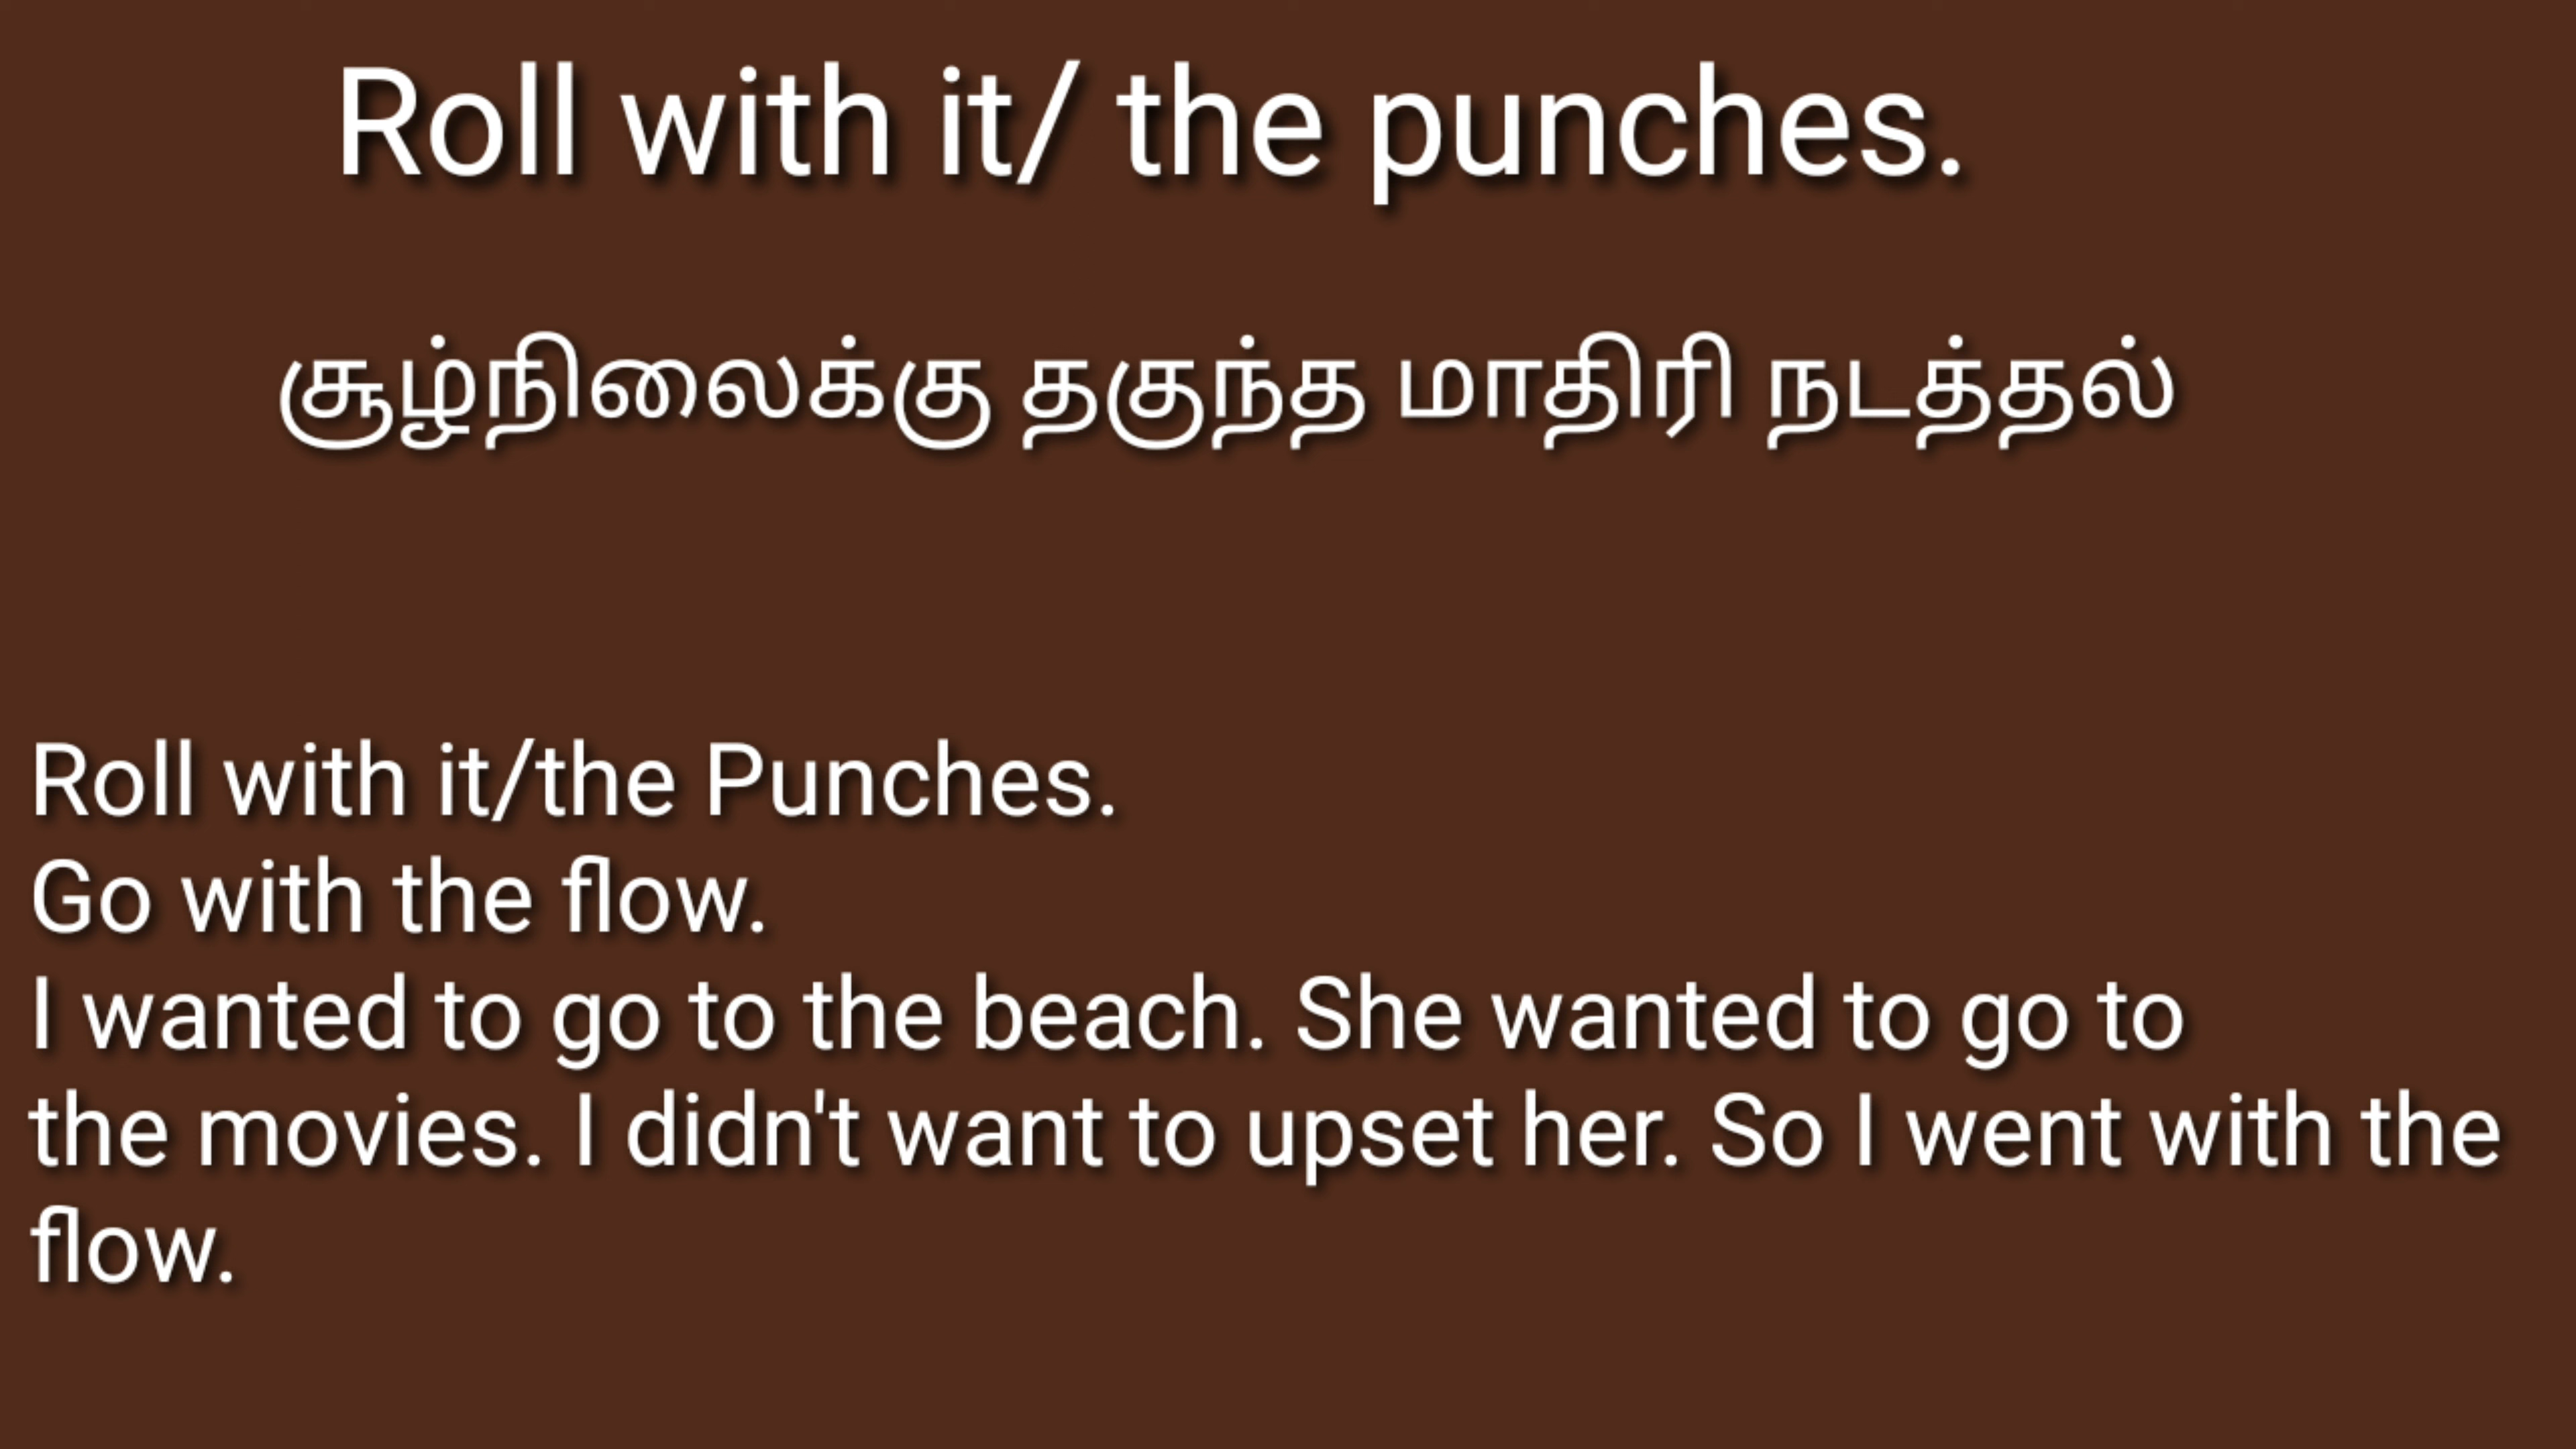 Roll with it/ the punches.
சூழ்நிலைக்கு தகுந்த மாதிரி நடத்தல்
Roll with it/the Punches.
Go with the flow.
I wanted to go to the beach. She wanted to go to
the movies. I didn't want to upset her. So I went with the
flow.